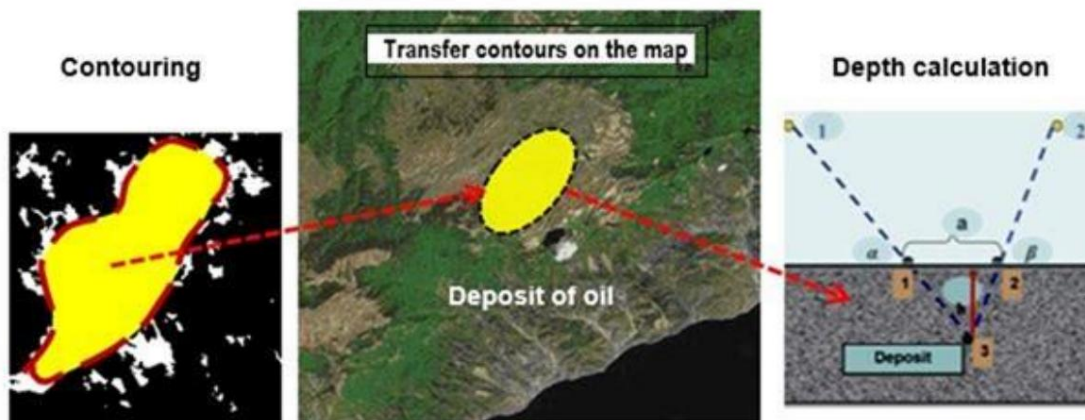 Contouring
Transfer contours on the map
Deposit of oil
Depth calculation
1
2
a
α
β
1
2
3
Deposit